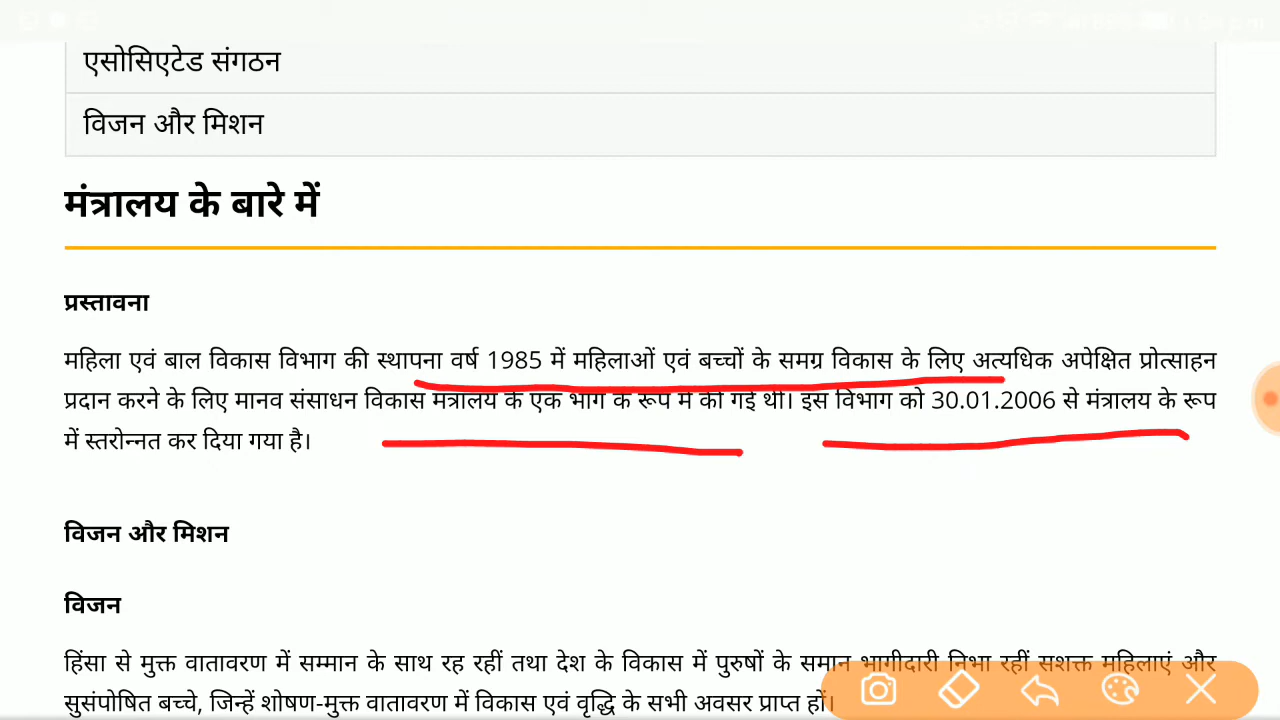 एसोसिएटेड संगठन
विजन और मिशन
मंत्रालय के बारे में
प्रस्तावना
महिला एवं बाल विकास विभाग की स्थापना वर्ष 1985 में महिलाओं एवं बच्चों के समग्र विकास के लिए अत्यधिक अपेक्षित प्रोत्साहन
प्रदान करने के लिए मानव संसाधन विकास मंत्रालय के एक भाग के रूप में की गई थी। इस विभाग को 30.01.2006 से मंत्रालय के रूप
में स्तरोन्नत कर दिया गया है।
विजन और मिशन
विजन
हिंसा से मुक्त वातावरण में सम्मान के साथ रह रहीं तथा देश के विकास में पुरुषों के समान भागीदारी निभा रहीं सशक्त महिलाएं और
सुसंपोषित बच्चे, जिन्हें शोषण-मुक्त वातावरण में विकास एवं वृद्धि के सभी अवसर प्राप्त हों।